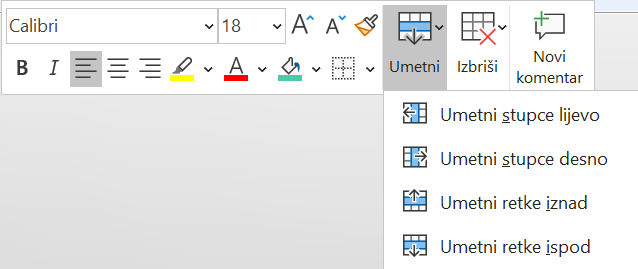 Calibri 18 A A
B I A Umetni Izbriši Novi
komentar
Umetni stupce lijevo
Umetni stupce desno
Umetni retke iznad
Umetni retke ispod